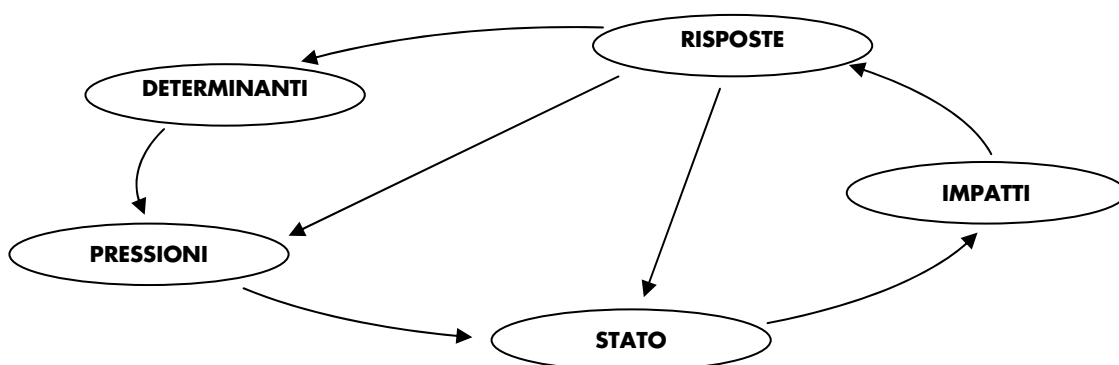 RISPOSTE
DETERMINANTI
IMPATTI
PRESSIONI
STATO